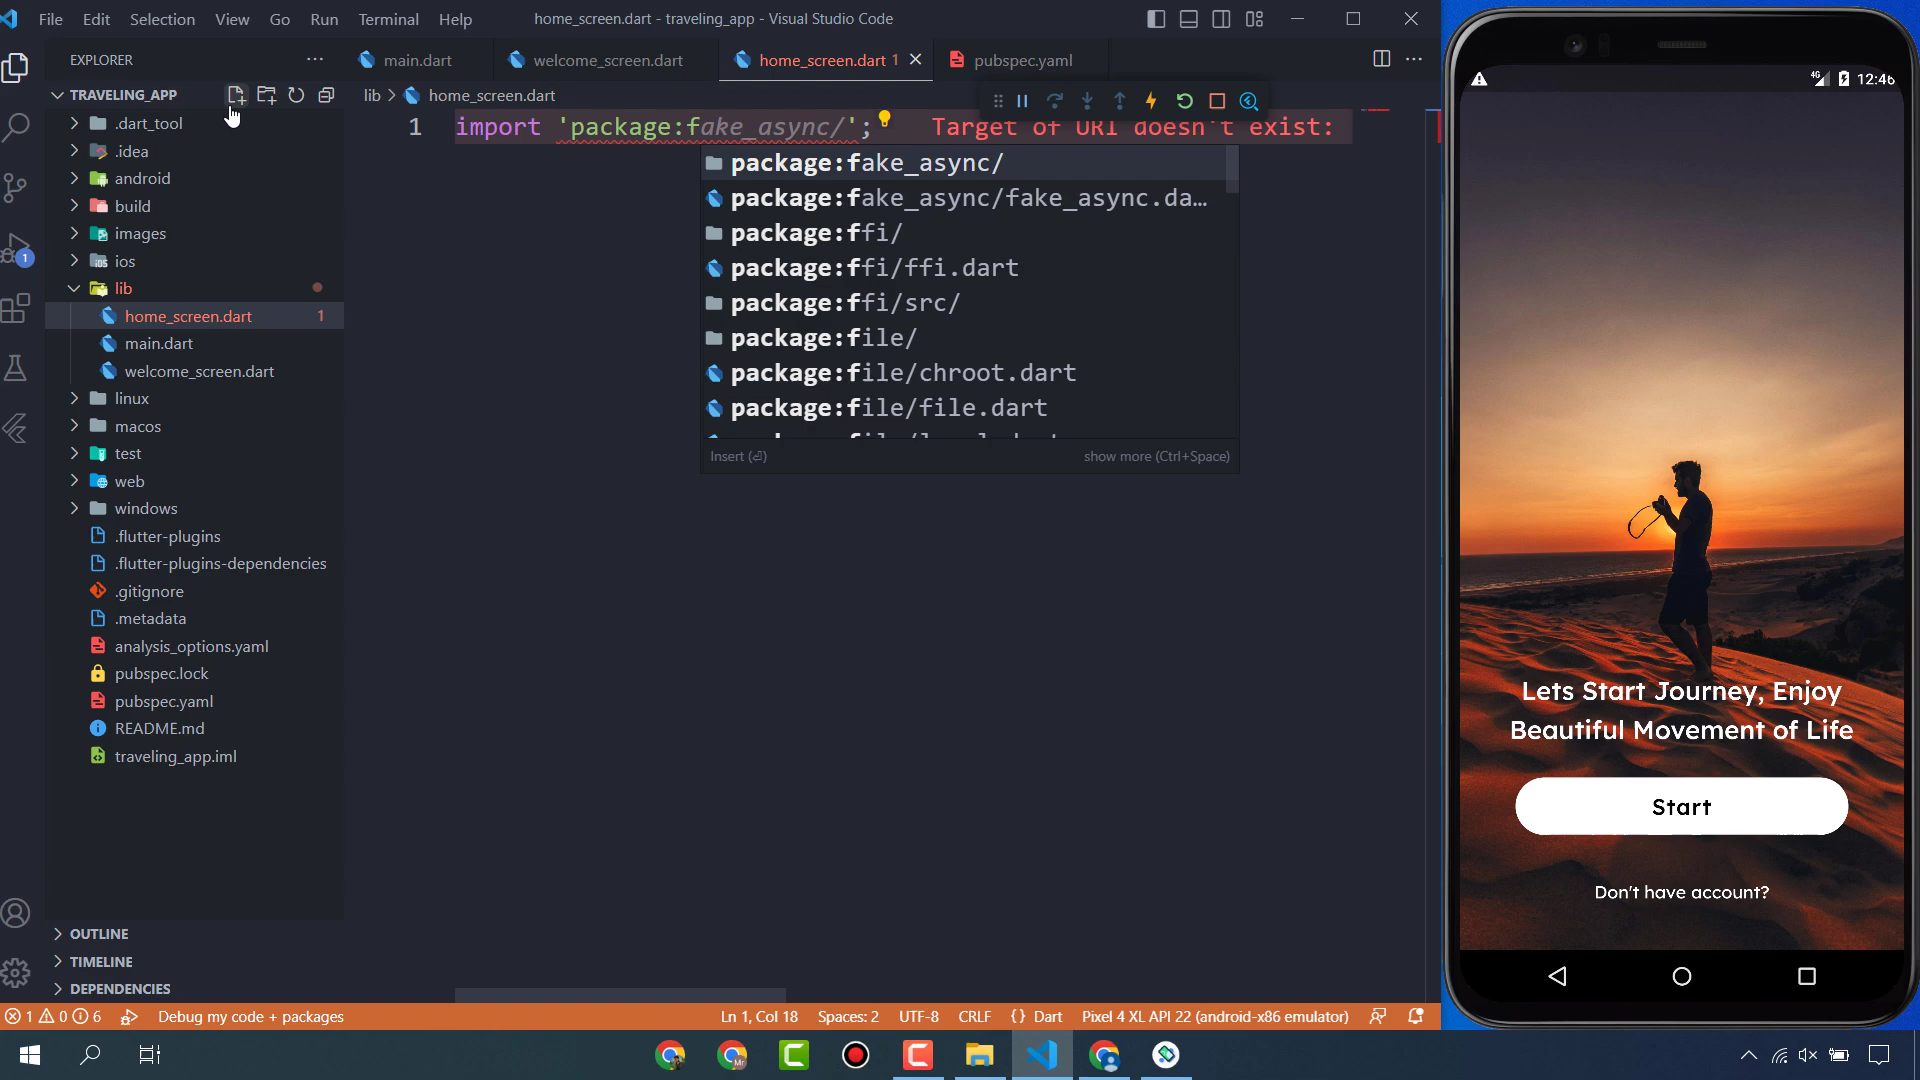 File Edit Selection View Go Run Terminal Help
home_screen.dart - traveling_app - Visual Studio Code
EXPLORER
main.dart
welcome_screen.dart
home_screen.dart 1
pubspec.yaml
TRAVELING_APP
lib > home_screen.dart
1 import 'package:fake_async/'; Target of URI doesn't exist:
package:fake_async/
package:fake_async/fake_async.da…
package:ffi/
package:ffi/ffi.dart
package:ffi/src/
package:file/
package:file/chroot.dart
package:file/file.dart
Insert (⏎)
show more (Ctrl+Space)
.dart_tool
.idea
android
build
images
ios
lib
home_screen.dart 1
main.dart
welcome_screen.dart
linux
macos
test
web
windows
.flutter-plugins
.flutter-plugins-dependencies
.gitignore
.metadata
analysis_options.yaml
pubspec.lock
pubspec.yaml
README.md
traveling_app.iml
1
OUTLINE
TIMELINE
DEPENDENCIES
1 0 6 Debug my code + packages
Ln 1, Col 18 Spaces: 2 UTF-8 CRLF {} Dart Pixel 4 XL API 22 (android-x86 emulator)
4G 12:46
Lets Start Journey, Enjoy
Beautiful Movement of Life
Start
Don't have account?